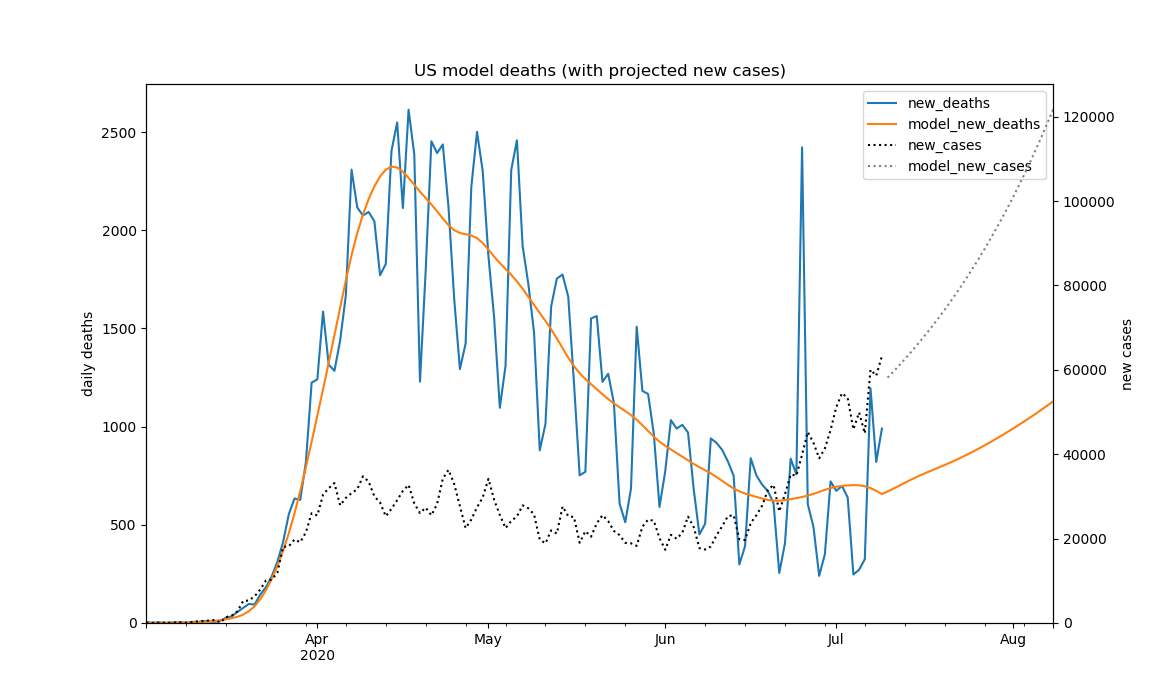 US model deaths (with projected new cases)
new_deaths
model_new_deaths
new_cases
model_new_cases
2500
2000
1500
1000
500
0
daily deaths
120000
100000
80000
60000
40000
20000
0
new cases
Apr
2020
May
Jun
Jul
Aug